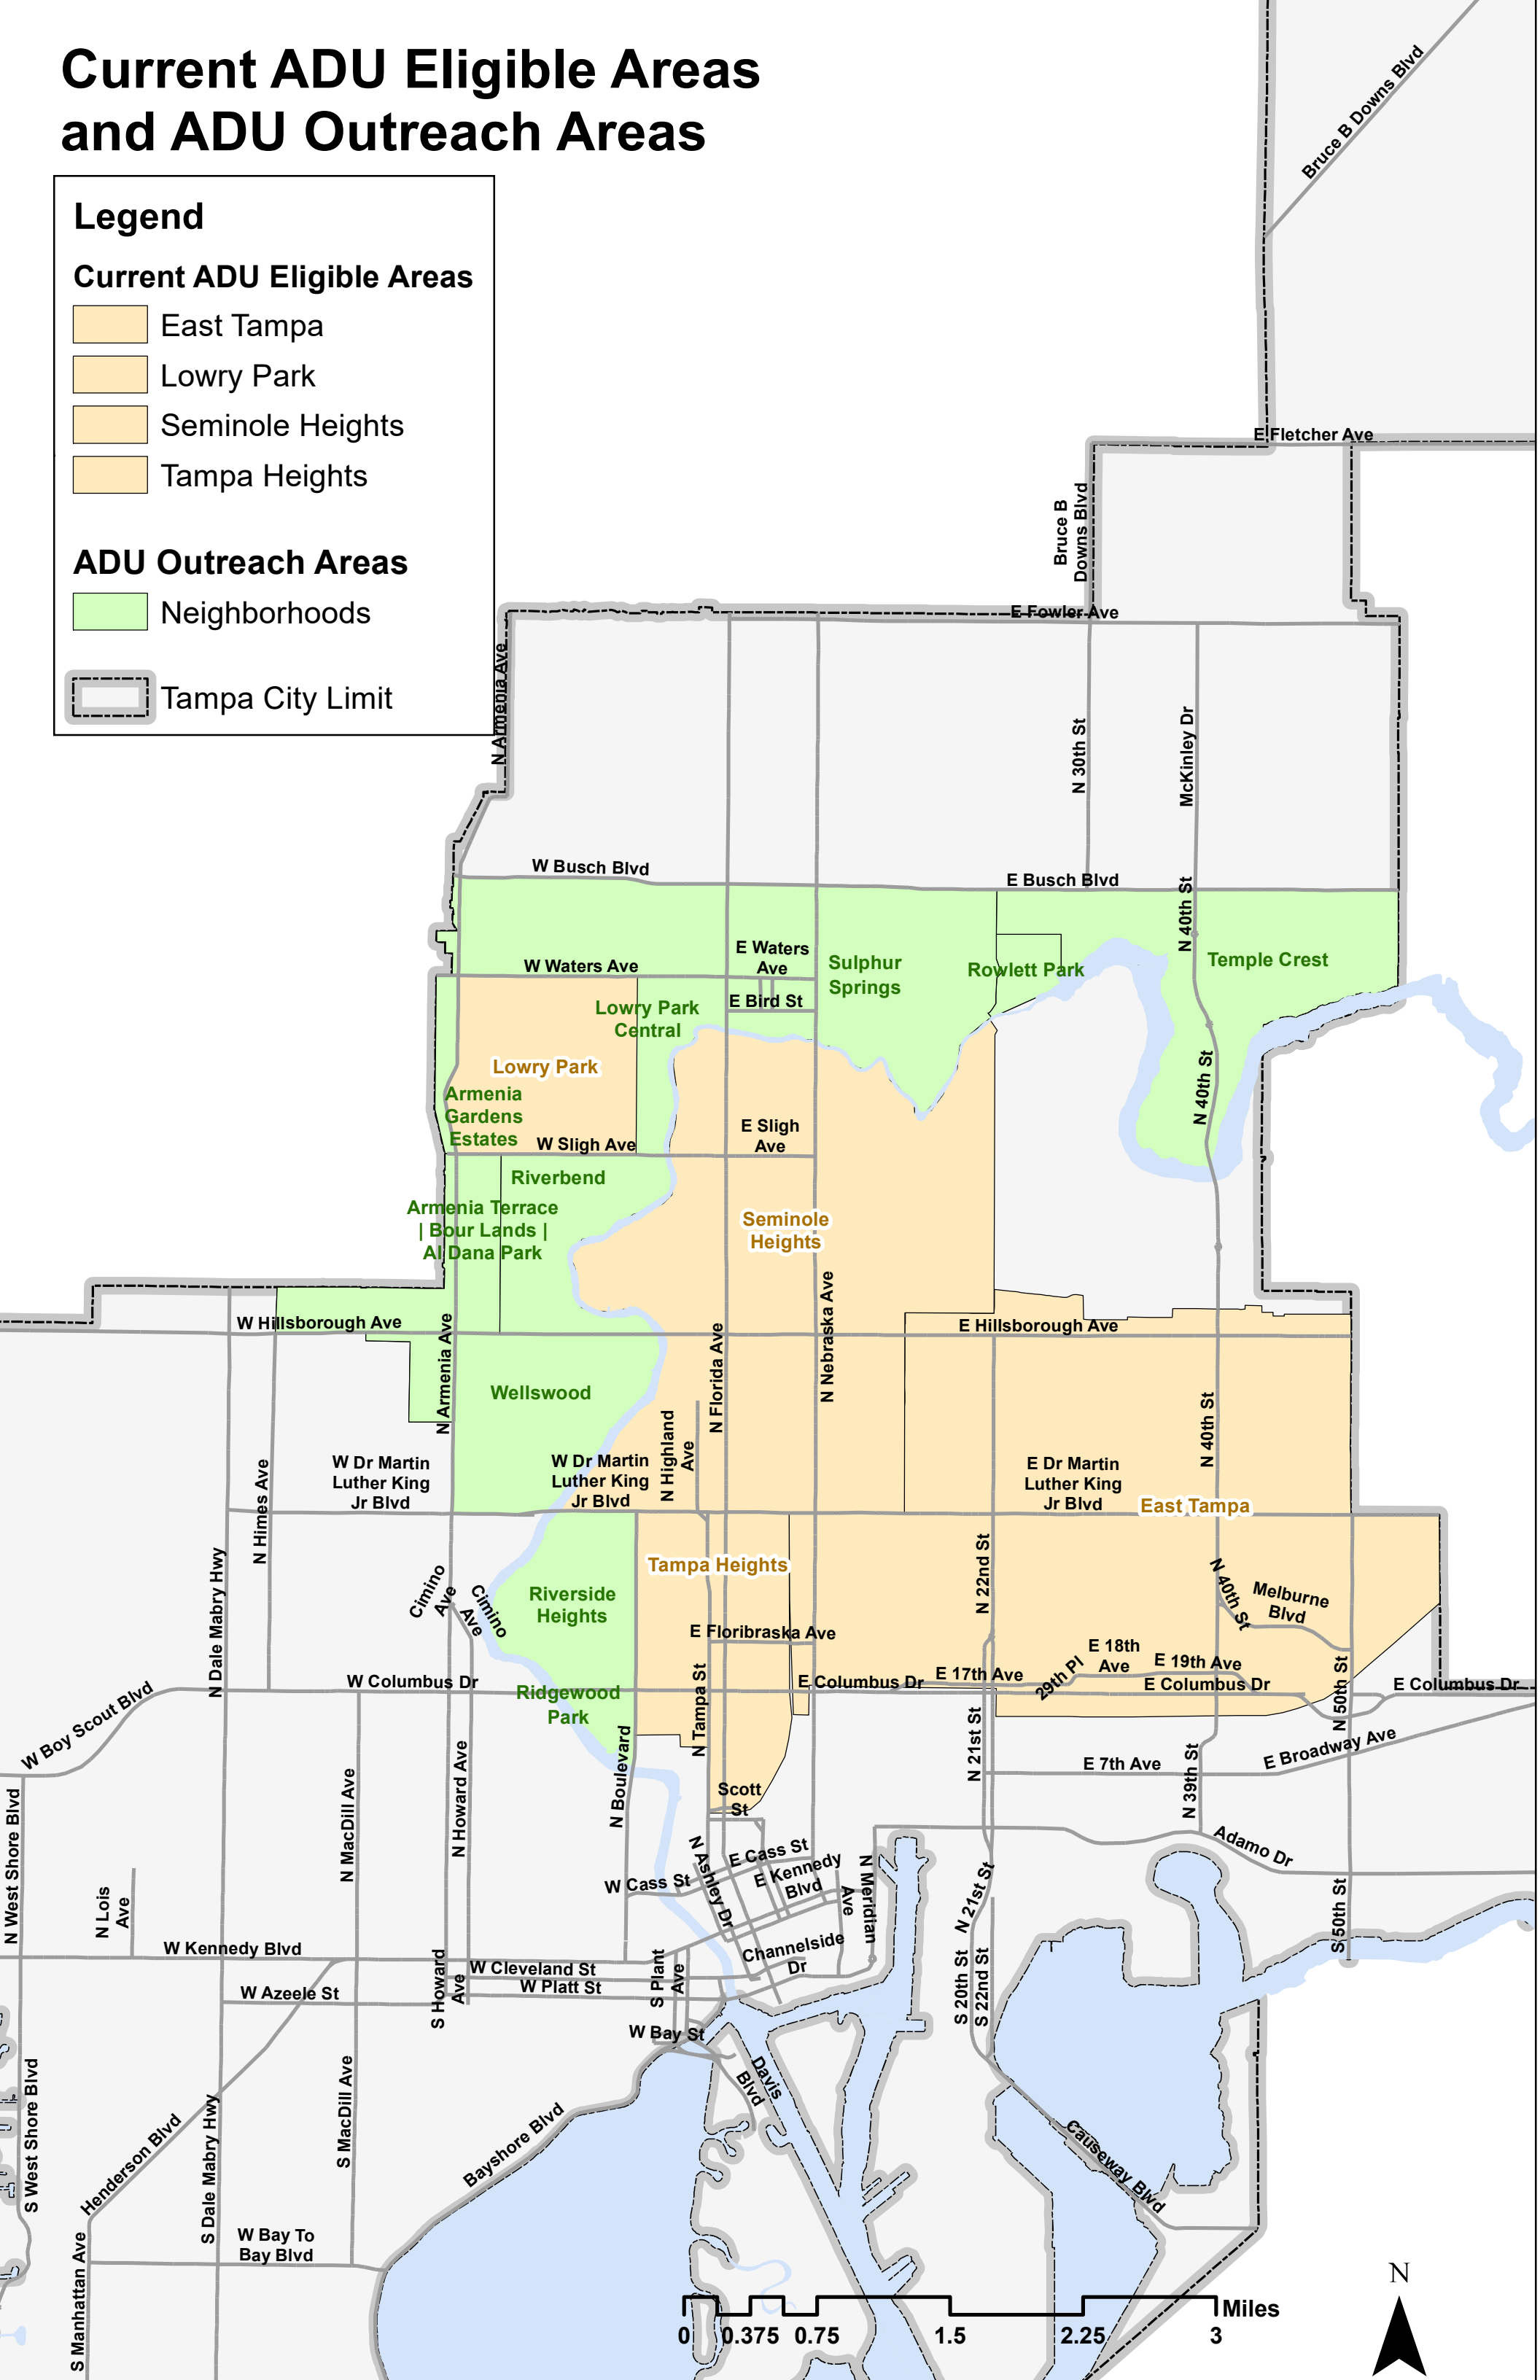 Current ADU Eligible Areas
and ADU Outreach Areas
Legend
Current ADU Eligible Areas
East Tampa
Lowry Park
Seminole Heights
Tampa Heights
ADU Outreach Areas
Neighborhoods
Tampa City Limit
Bruce B Downs Blvd
E Fletcher Ave
Bruce B
Downs Blvd
E Fowler Ave
N Armenia Ave
N 30th St
McKinley Dr
W Busch Blvd
E Busch Blvd
N 40th St
E Waters
Ave
W Waters Ave
Sulphur
Springs
Rowlett Park
Temple Crest
E Bird St
Lowry Park
Central
Lowry Park
Armenia
Gardens
Estates
N 40th St
E Sligh
Ave
W Sligh Ave
Riverbend
Armenia Terrace
| Bour Lands |
Al Dana Park
Seminole
Heights
W Hillsborough Ave
E Hillsborough Ave
N Armenia Ave
N Florida Ave
N Nebraska Ave
Wellswood
N Highland
Ave
N 40th St
W Dr Martin
Luther King
Jr Blvd
W Dr Martin
Luther King
Jr Blvd
E Dr Martin
Luther King
Jr Blvd
East Tampa
N Himes Ave
N Dale Mabry Hwy
Tampa Heights
N 22nd St
Cimino
Ave
Cimino
Ave
Riverside
Heights
N 40th St
Melburne
Blvd
E Floribraska Ave
E 18th
Ave
E 19th Ave
E 17th Ave
29th Pl
W Columbus Dr
E Columbus Dr
E Columbus Dr
E Columbus Dr
Ridgewood
Park
N Tampa St
N 50th St
W Boy Scout Blvd
N 21st St
E 7th Ave
E Broadway Ave
N 39th St
N Boulevard
N West Shore Blvd
N MacDill Ave
N Howard Ave
Scott
St
Adamo Dr
N Ashley Dr
E Cass St
E Kennedy
Blvd
W Cass St
N Meridian
Ave
N Lois
Ave
N 21st St
S 50th St
W Kennedy Blvd
Channelside
Dr
S Howard
Ave
W Cleveland St
W Platt St
S Plant
Ave
W Azeele St
S 20th St
S 22nd St
W Bay St
Davis
Blvd
S West Shore Blvd
Henderson Blvd
S Dale Mabry Hwy
S MacDill Ave
Bayshore Blvd
Causeway Blvd
W Bay To
Bay Blvd
S Manhattan Ave
N
Miles
0 0.375 0.75 1.5 2.25 3